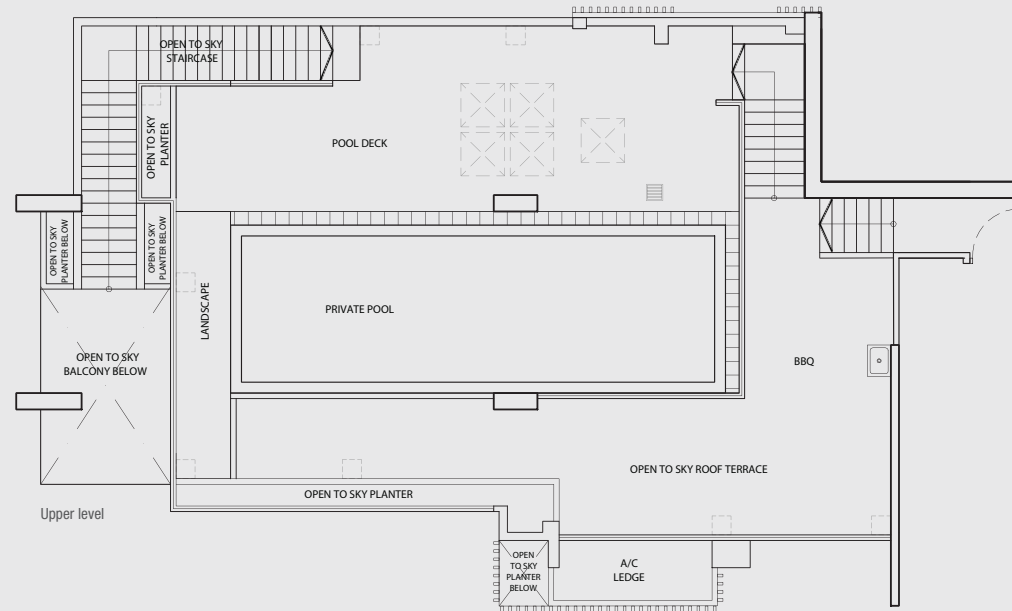 OPEN TO SKY
STAIRCASE
OPEN TO SKY
PLANTER
POOL DECK
OPEN TO SKY
PLANTER BELOW
OPEN TO SKY
PLANTER BELOW
LANDSCAPE
PRIVATE POOL
OPEN TO SKY
BALCONY BELOW
BBQ
OPEN TO SKY ROOF TERRACE
OPEN TO SKY PLANTER
Upper level
OPEN
TO SKY
PLANTER
BELOW
A/C
LEDGE